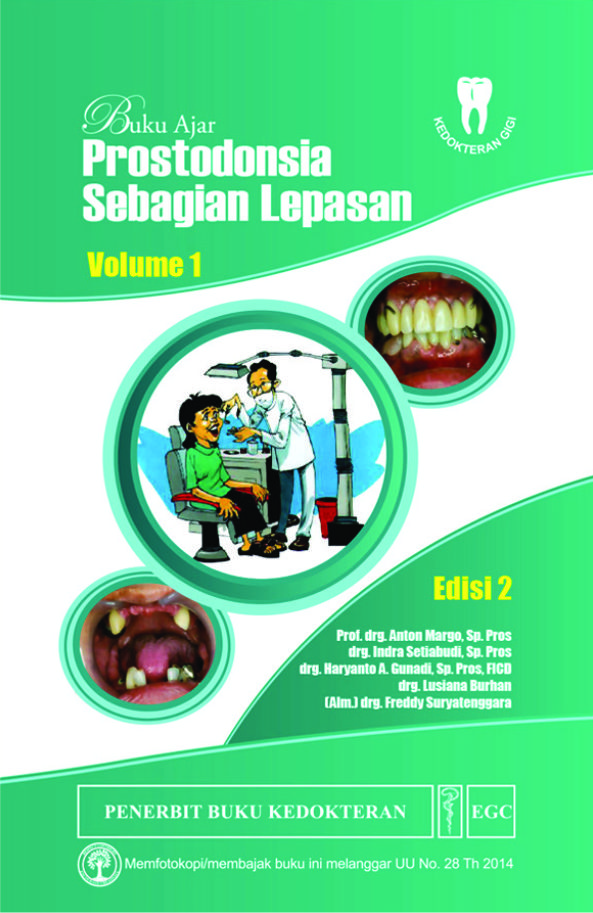 Buku Ajar
Prostodonsia
Sebagian Lepasan
Volume 1
KEDOKTERAN GIGI
Edisi 2
Prof. drg. Anton Margo, Sp. Pros
drg. Indra Setiabudi, Sp. Pros
drg. Haryanto A. Gunadi, Sp. Pros, FICD
drg. Lusiana Burhan
(Alm.) drg. Freddy Suryatenggara
PENERBIT BUKU KEDOKTERAN EGC
Memfotokopi/membajak buku ini melanggar UU No. 28 Th 2014